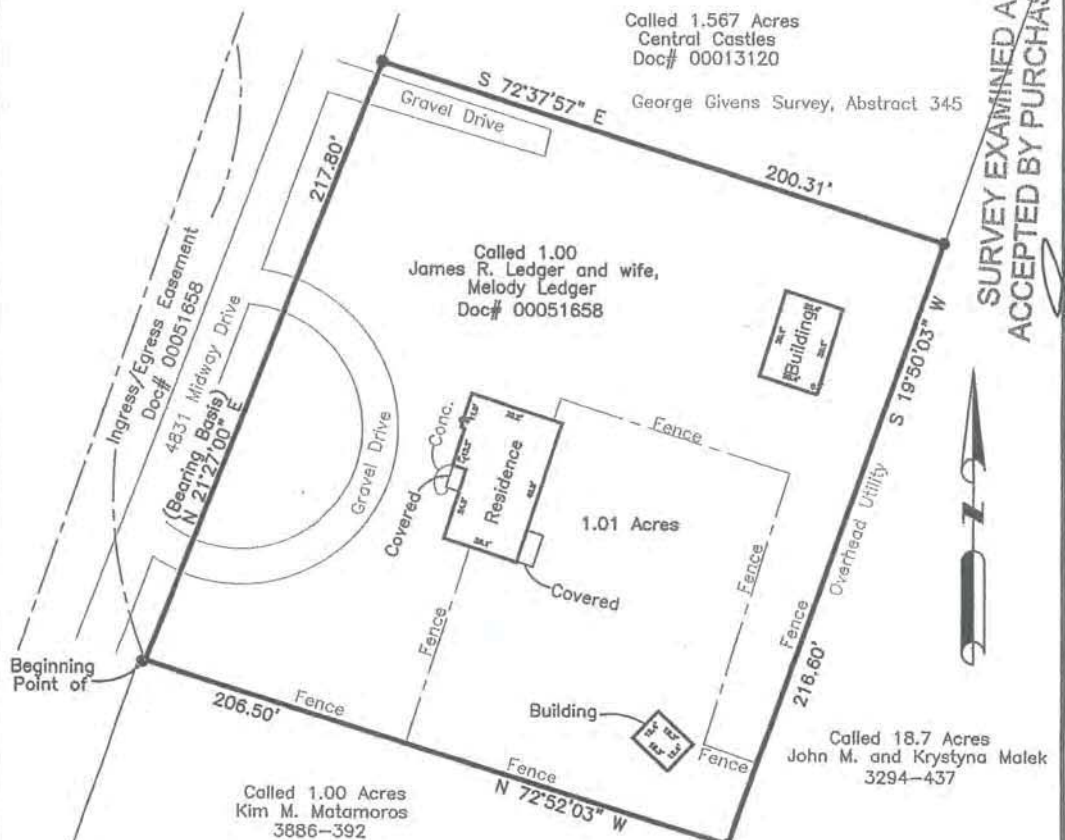 Called 1.567 Acres
Central Castles
Doc# 00013120
George Givens Survey, Abstract 345
SURVEY EXAMINED A
ACCEPTED BY PURCHAS
S 72°37'57" E
200.31'
Gravel Drive
217.80'
Called 1.00
James R. Ledger and wife,
Melody Ledger
Doc# 00051658
Ingress/Egress Easement
Doc# 00051658
4831 Midway Drive
(Bearing Basis)
N 21°27'00" E
Gravel Drive
Building
S 19°50'03" W
Overhead Utility
N
Fence
Conc.
Covered
Residence
1.01 Acres
Covered
Fence
Fence
Fence
216.60'
Beginning
Point of
206.50'
Fence
Building
Fence
Fence
N 72°52'03" W
Called 18.7 Acres
John M. and Krystyna Malek
3294-437
Called 1.00 Acres
Kim M. Matamoros
3886-392